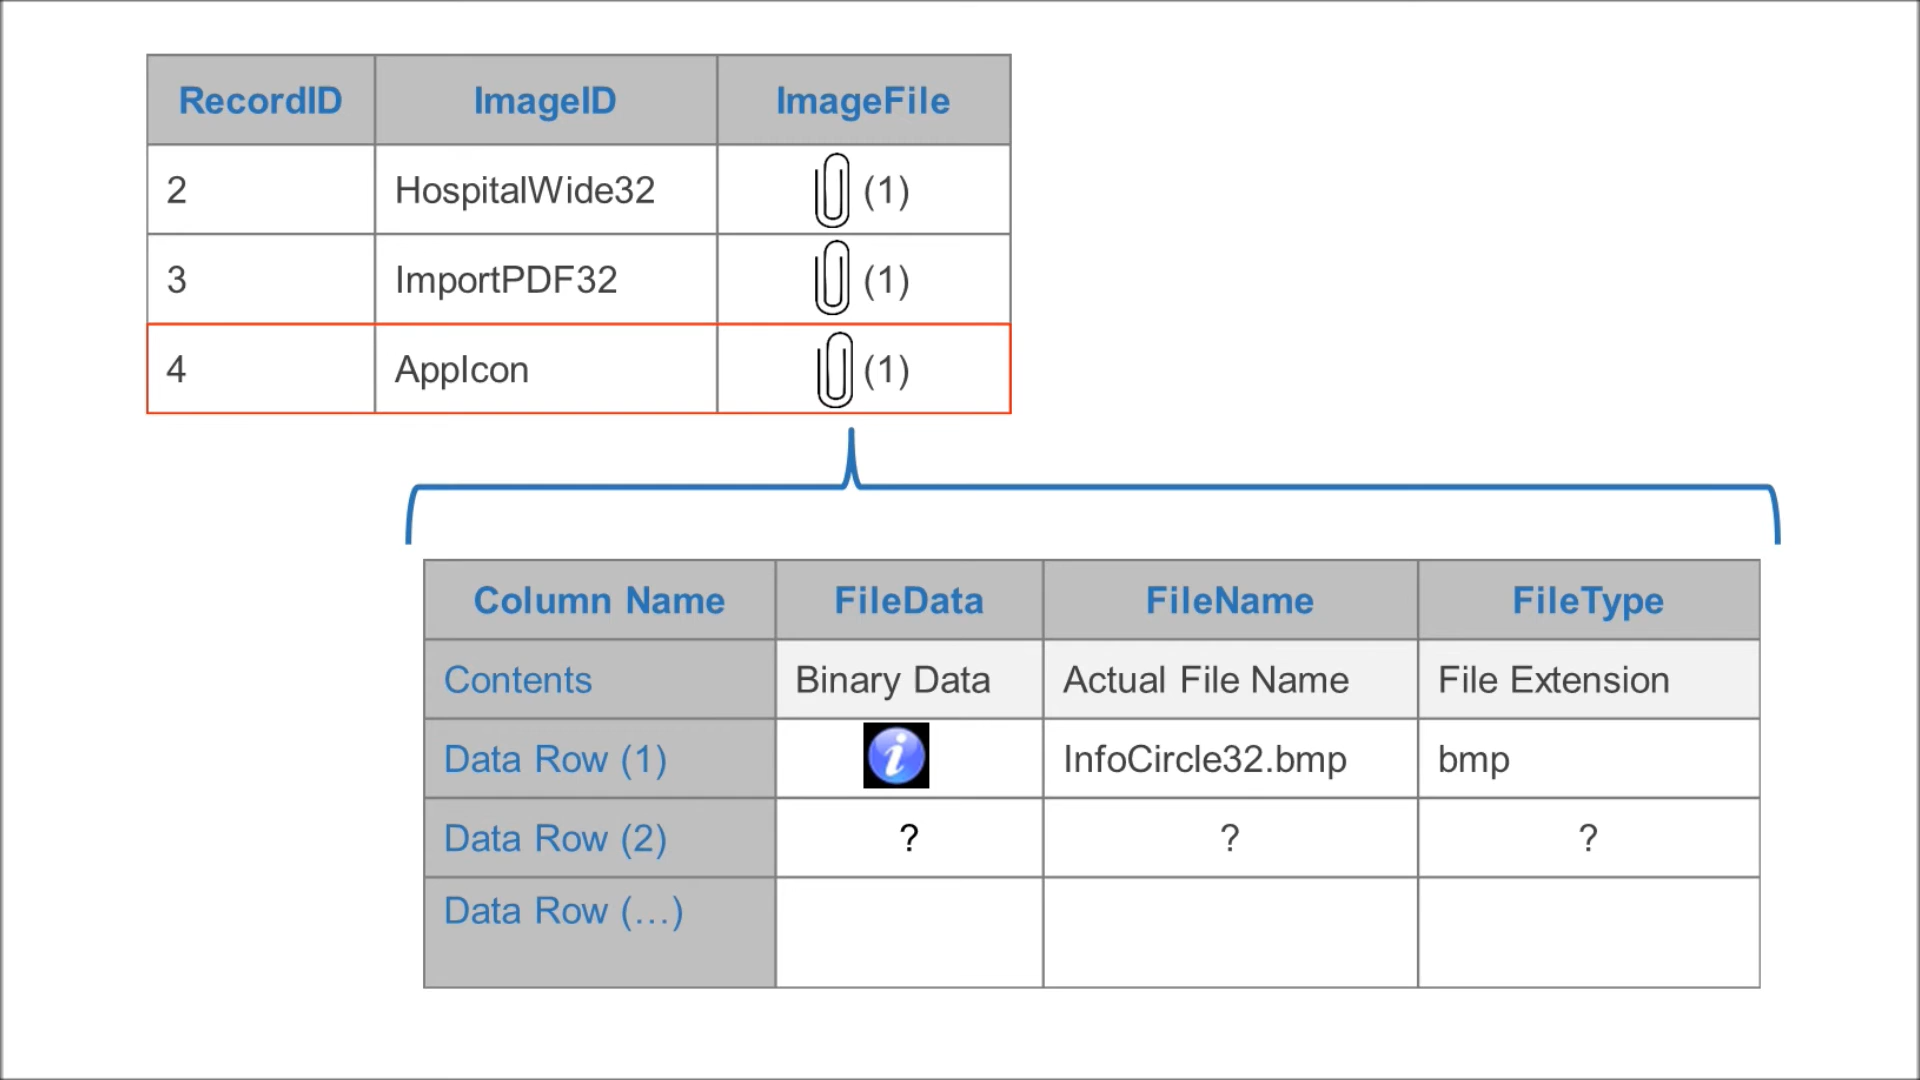 RecordID ImageID ImageFile
2 HospitalWide32 (1)
3 ImportPDF32 (1)
4 AppIcon (1)
Column Name FileData FileName FileType
Contents Binary Data Actual File Name File Extension
Data Row (1) i InfoCircle32.bmp bmp
Data Row (2) ? ? ?
Data Row (...)